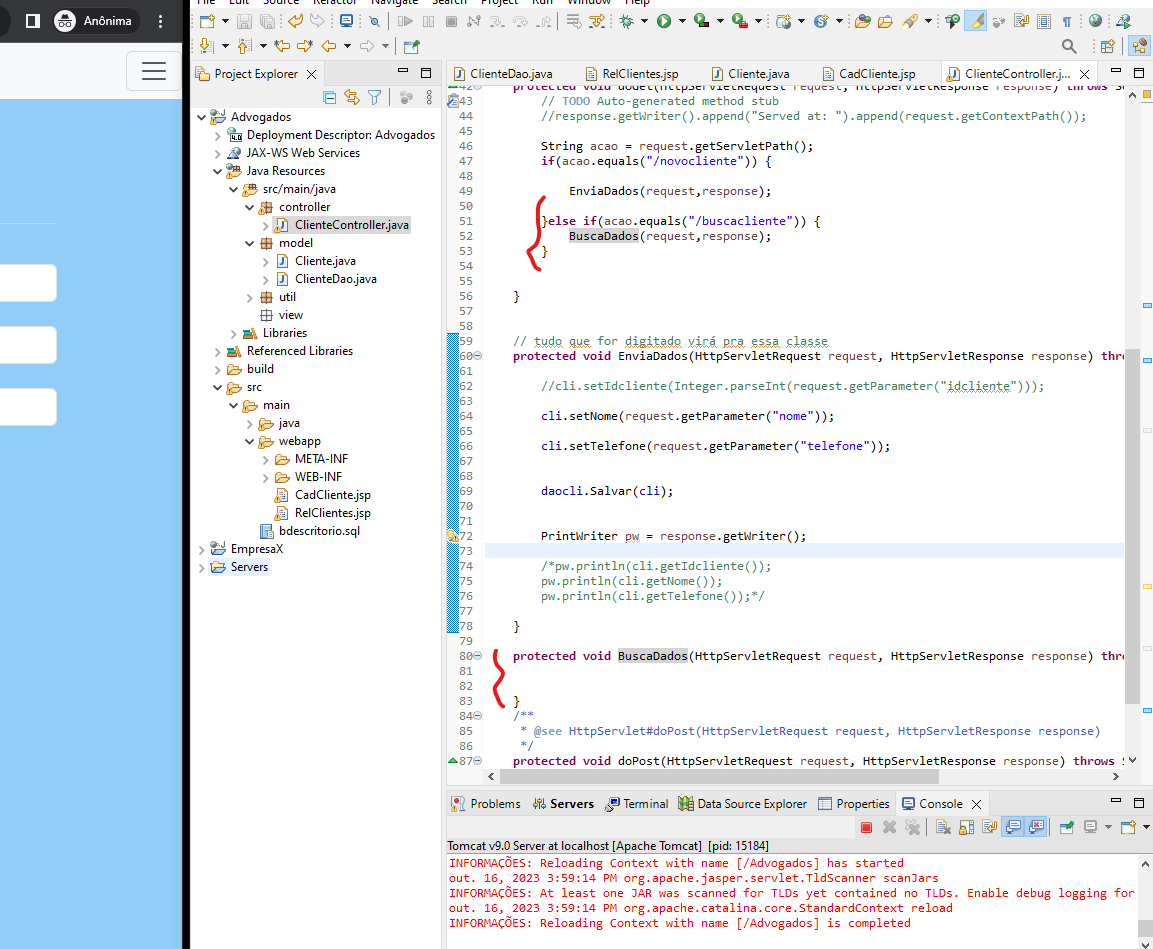 Anônima
File Edit Source Refactor Navigate Search Project Run Window Help
Project Explorer
Advogados
Deployment Descriptor: Advogados
JAX-WS Web Services
Java Resources
src/main/java
controller
ClienteController.java
model
Cliente.java
ClienteDao.java
util
view
Libraries
Referenced Libraries
build
src
main
java
webapp
META-INF
WEB-INF
CadCliente.jsp
RelClientes.jsp
bdescritorio.sql
EmpresaX
Servers
ClienteDao.java RelClientes.jsp Cliente.java CadCliente.jsp ClienteController.j...
42 protected void doGet(HttpServletRequest request, HttpServletResponse response) throws S
43 // TODO Auto-generated method stub
44 //response.getWriter().append("Served at: ").append(request.getContextPath());
45
46 String acao = request.getServletPath();
47 if(acao.equals("/novocliente")) {
48
49 EnviaDados(request,response);
50
51 }else if(acao.equals("/buscacliente")) {
52 BuscaDados(request,response);
53 }
54
55
56 }
57
58
59 // tudo que for digitado virá pra essa classe
60 protected void EnviaDados(HttpServletRequest request, HttpServletResponse response) thro
61
62 //cli.setIdcliente(Integer.parseInt(request.getParameter("idcliente")));
63
64 cli.setNome(request.getParameter("nome"));
65
66 cli.setTelefone(request.getParameter("telefone"));
67
68
69 daocli.Salvar(cli);
70
71
72 PrintWriter pw = response.getWriter();
73
74 /*pw.println(cli.getIdcliente());
75 pw.println(cli.getNome());
76 pw.println(cli.getTelefone());*/
77
78 }
79
80 protected void BuscaDados(HttpServletRequest request, HttpServletResponse response) thro
81
82
83 }
84 /**
85 * @see HttpServlet#doPost(HttpServletRequest request, HttpServletResponse response)
86 */
87 protected void doPost(HttpServletRequest request, HttpServletResponse response) throws S
Problems Servers Terminal Data Source Explorer Properties Console
Tomcat v9.0 Server at localhost [Apache Tomcat] [pid: 15184]
INFORMAÇÕES: Reloading Context with name [/Advogados] has started
out. 16, 2023 3:59:14 PM org.apache.jasper.servlet.TldScanner scanJars
INFORMAÇÕES: At least one JAR was scanned for TLDs yet contained no TLDs. Enable debug logging for
out. 16, 2023 3:59:14 PM org.apache.catalina.core.StandardContext reload
INFORMAÇÕES: Reloading Context with name [/Advogados] is completed